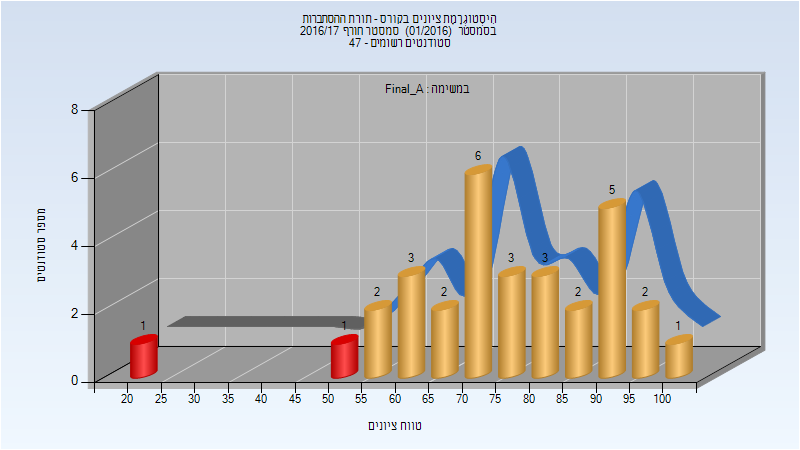 היסטוגרמת ציונים בקורס - תורת ההסתברות
בסמסטר (01/2016) סמסטר חורף 2016/17
סטודנטים רשומים - 47
במשימה : Final_A
מספר סטודנטים
8
6
4
2
0
1
1
2
3
2
6
3
3
2
5
2
1
20 25 30 35 40 45 50 55 60 65 70 75 80 85 90 95 100
טווח ציונים